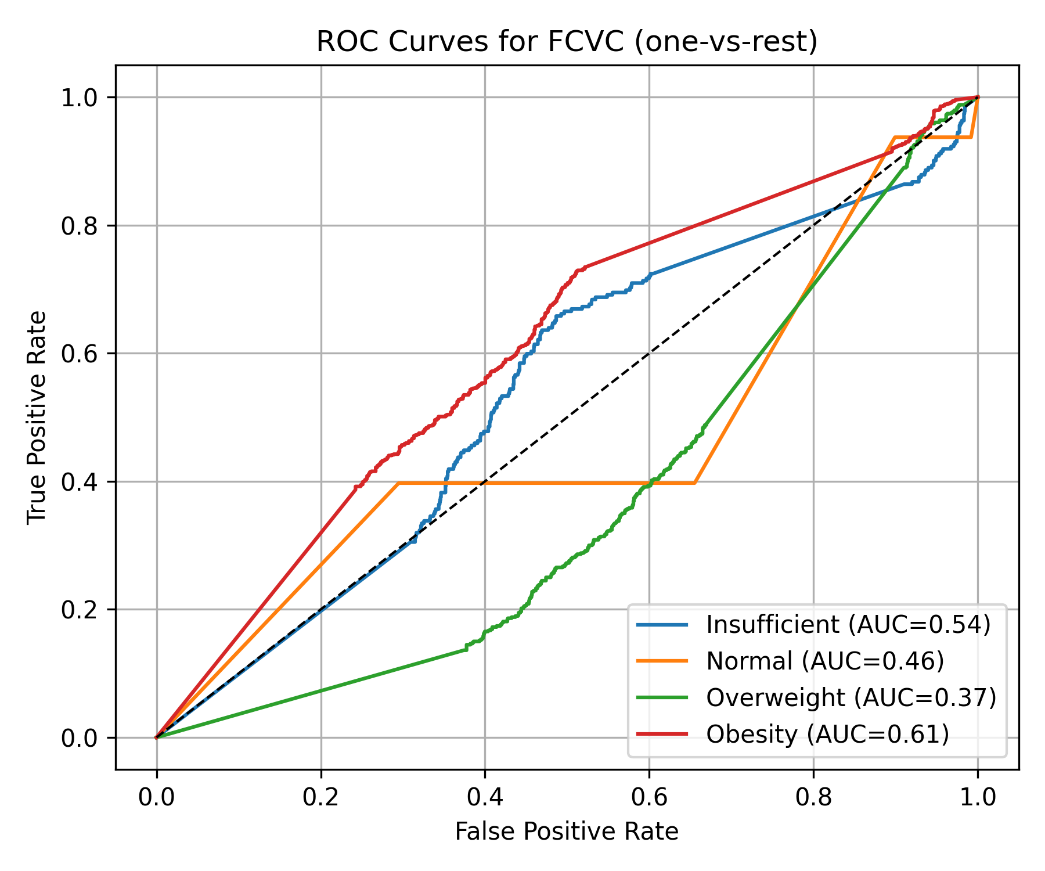 ROC Curves for FCVC (one-vs-rest)
True Positive Rate
1.0
0.8
0.6
0.4
0.2
0.0
Insufficient (AUC=0.54)
Normal (AUC=0.46)
Overweight (AUC=0.37)
Obesity (AUC=0.61)
0.0 0.2 0.4 0.6 0.8 1.0
False Positive Rate